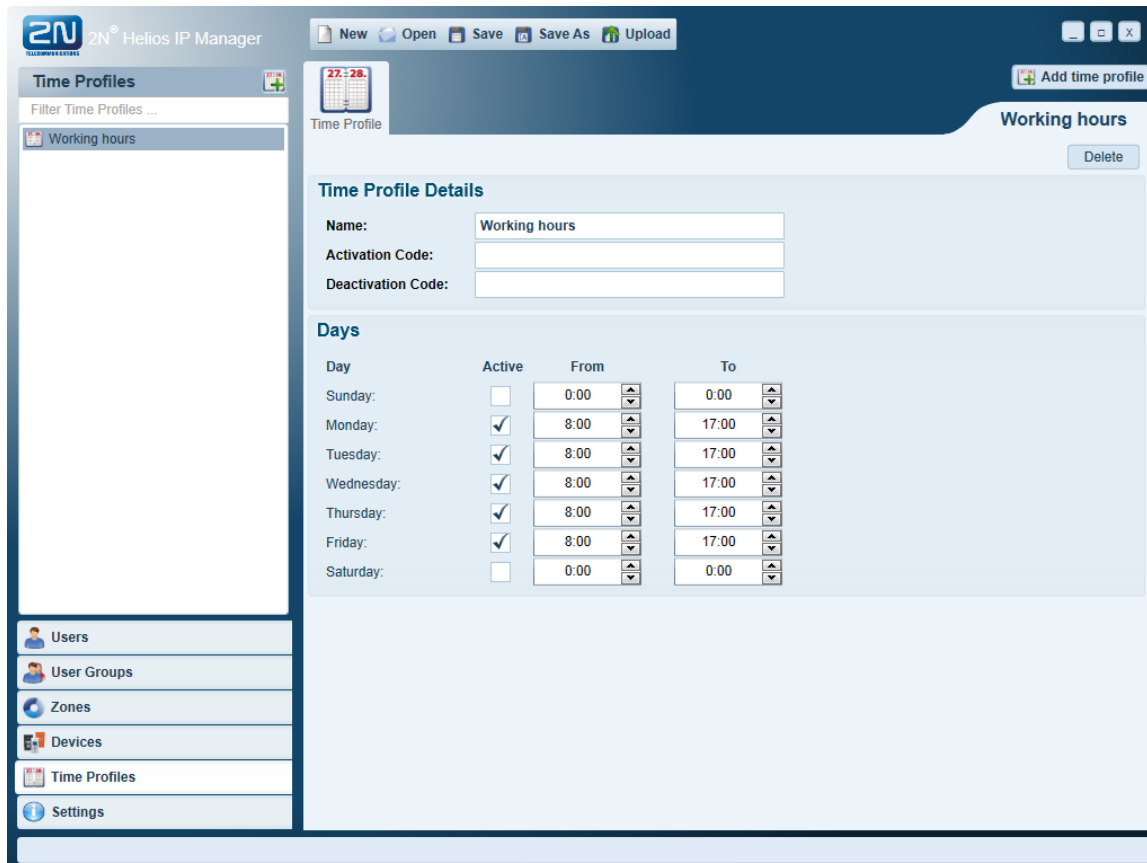 2N
TELECOMMUNICATIONS
2N® Helios IP Manager
New Open Save Save As Upload
_ □ X
Time Profiles
Filter Time Profiles ...
Working hours
27. 28.
Time Profile
Add time profile
Working hours
Delete
Time Profile Details
Name: Working hours
Activation Code:
Deactivation Code:
Days
Day Active From To
Sunday: 0:00 0:00
Monday: 8:00 17:00
Tuesday: 8:00 17:00
Wednesday: 8:00 17:00
Thursday: 8:00 17:00
Friday: 8:00 17:00
Saturday: 0:00 0:00
Users
User Groups
Zones
Devices
Time Profiles
Settings